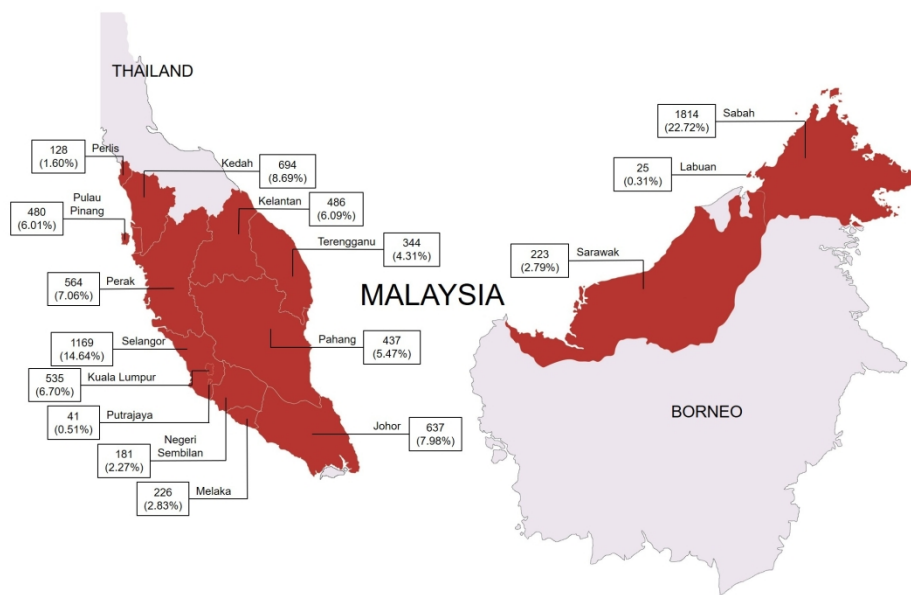 THAILAND
128
(1.60%)
Perlis
Kedah
694
(8.69%)
480
(6.01%)
Pulau
Pinang
Kelantan
486
(6.09%)
Terengganu
344
(4.31%)
564
(7.06%)
Perak
MALAYSIA
1169
(14.64%)
Selangor
Pahang
437
(5.47%)
535
(6.70%)
Kuala Lumpur
41
(0.51%)
Putrajaya
181
(2.27%)
Negeri
Sembilan
Johor
637
(7.98%)
226
(2.83%)
Melaka
1814
(22.72%)
Sabah
25
(0.31%)
Labuan
223
(2.79%)
Sarawak
BORNEO